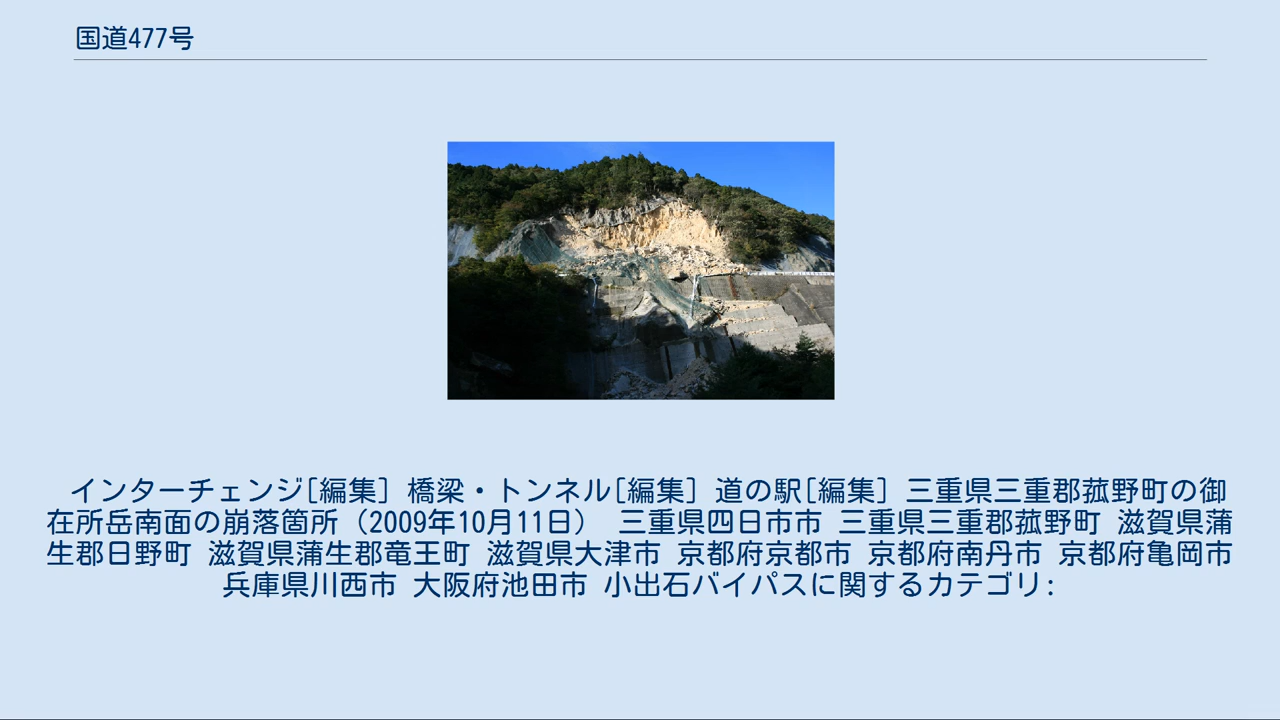 国道477号
インターチェンジ[編集] 橋梁・トンネル[編集] 道の駅[編集] 三重県三重郡菰野町の御
在所岳南面の崩落箇所（2009年10月11日） 三重県四日市市 三重県三重郡菰野町 滋賀県蒲
生郡日野町 滋賀県蒲生郡竜王町 滋賀県大津市 京都府京都市 京都府南丹市 京都府亀岡市
兵庫県川西市 大阪府池田市 小出石バイパスに関するカテゴリ: